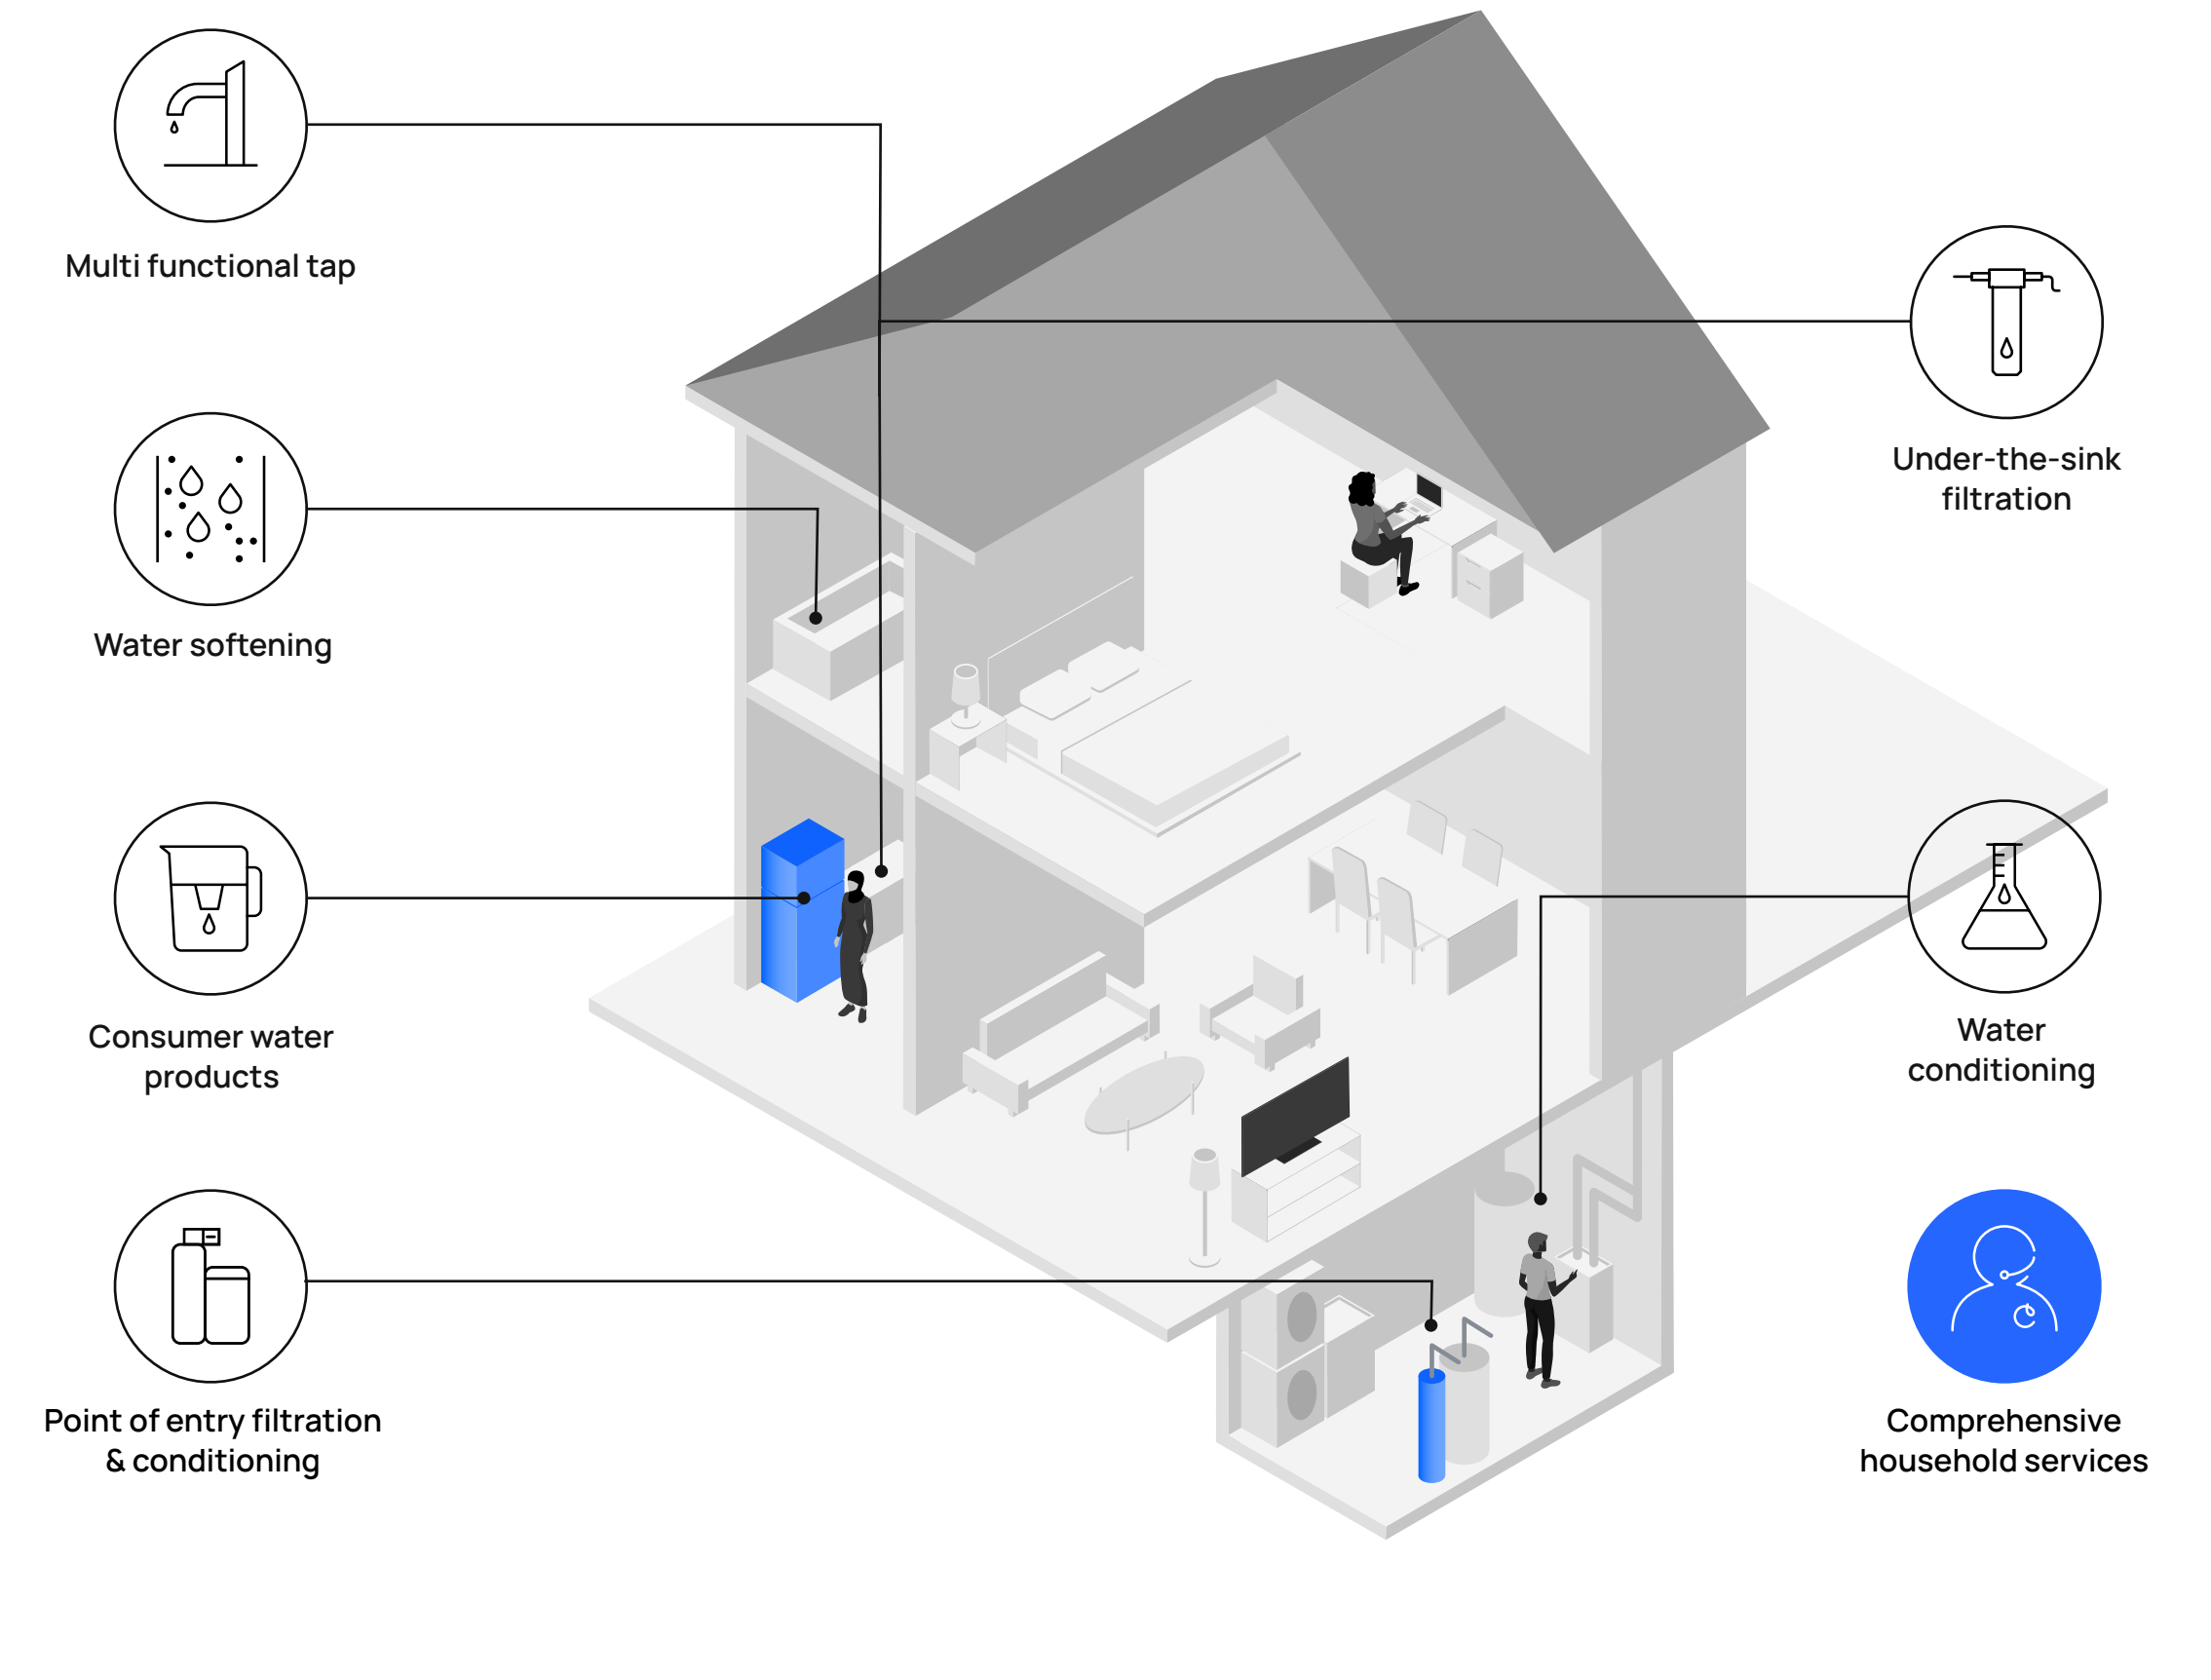 Multi functional tap
Water softening
Consumer water
products
Point of entry filtration
& conditioning
Under-the-sink
filtration
Water
conditioning
Comprehensive
household services